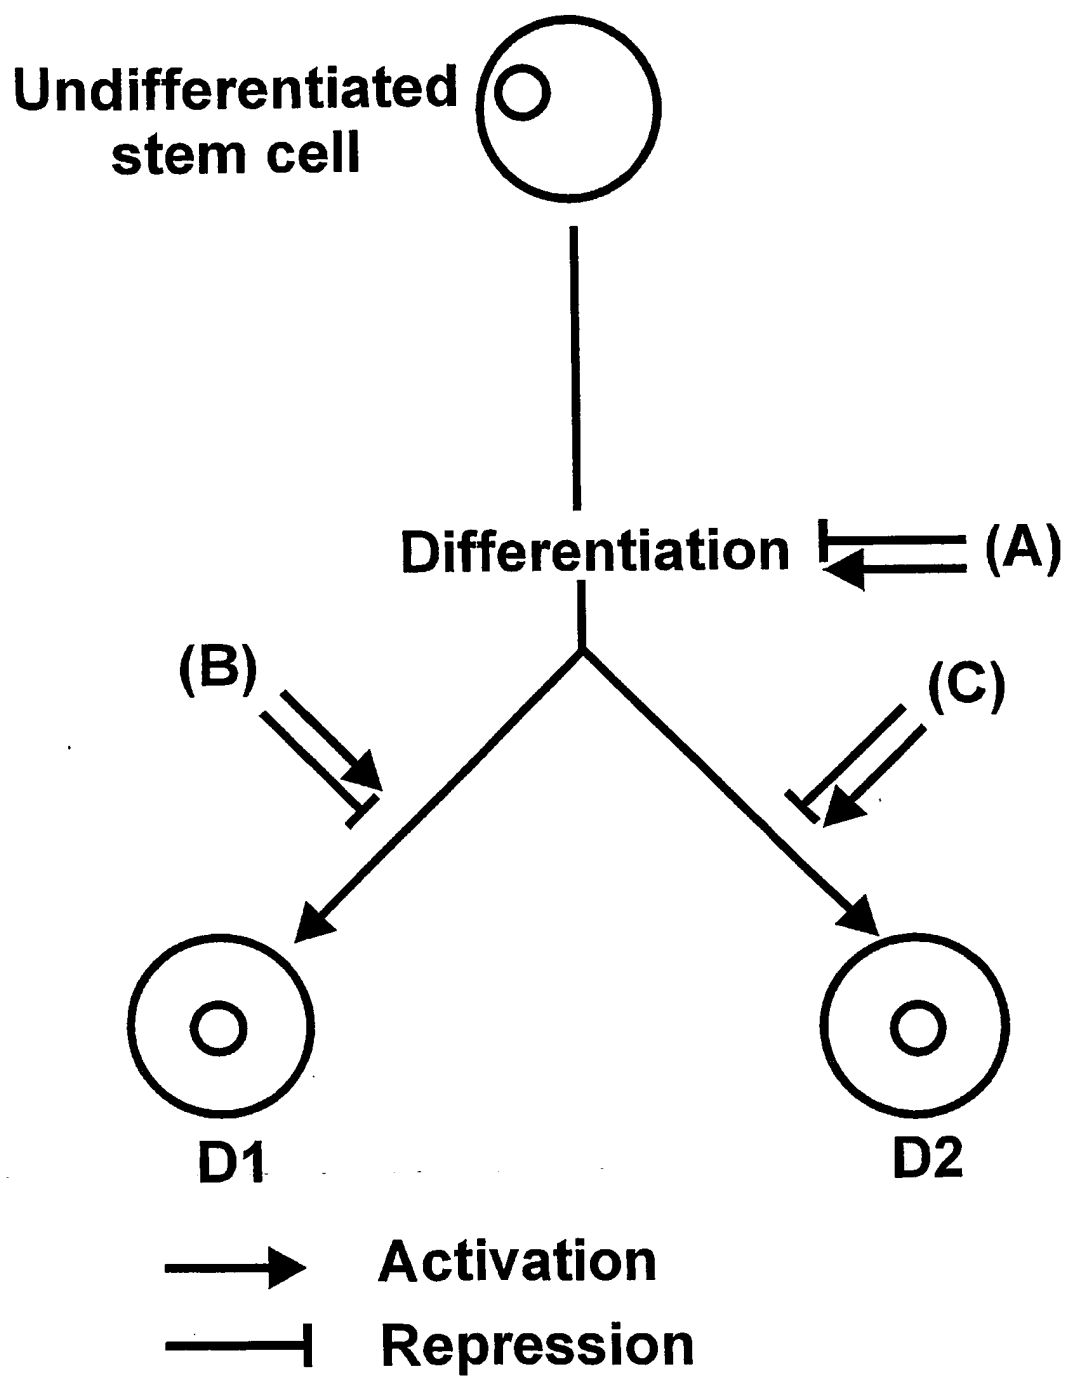 Undifferentiated
stem cell
Differentiation
(A)
(B)
(C)
D1
D2
Activation
Repression